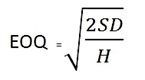 EOQ = √(2SD/H)